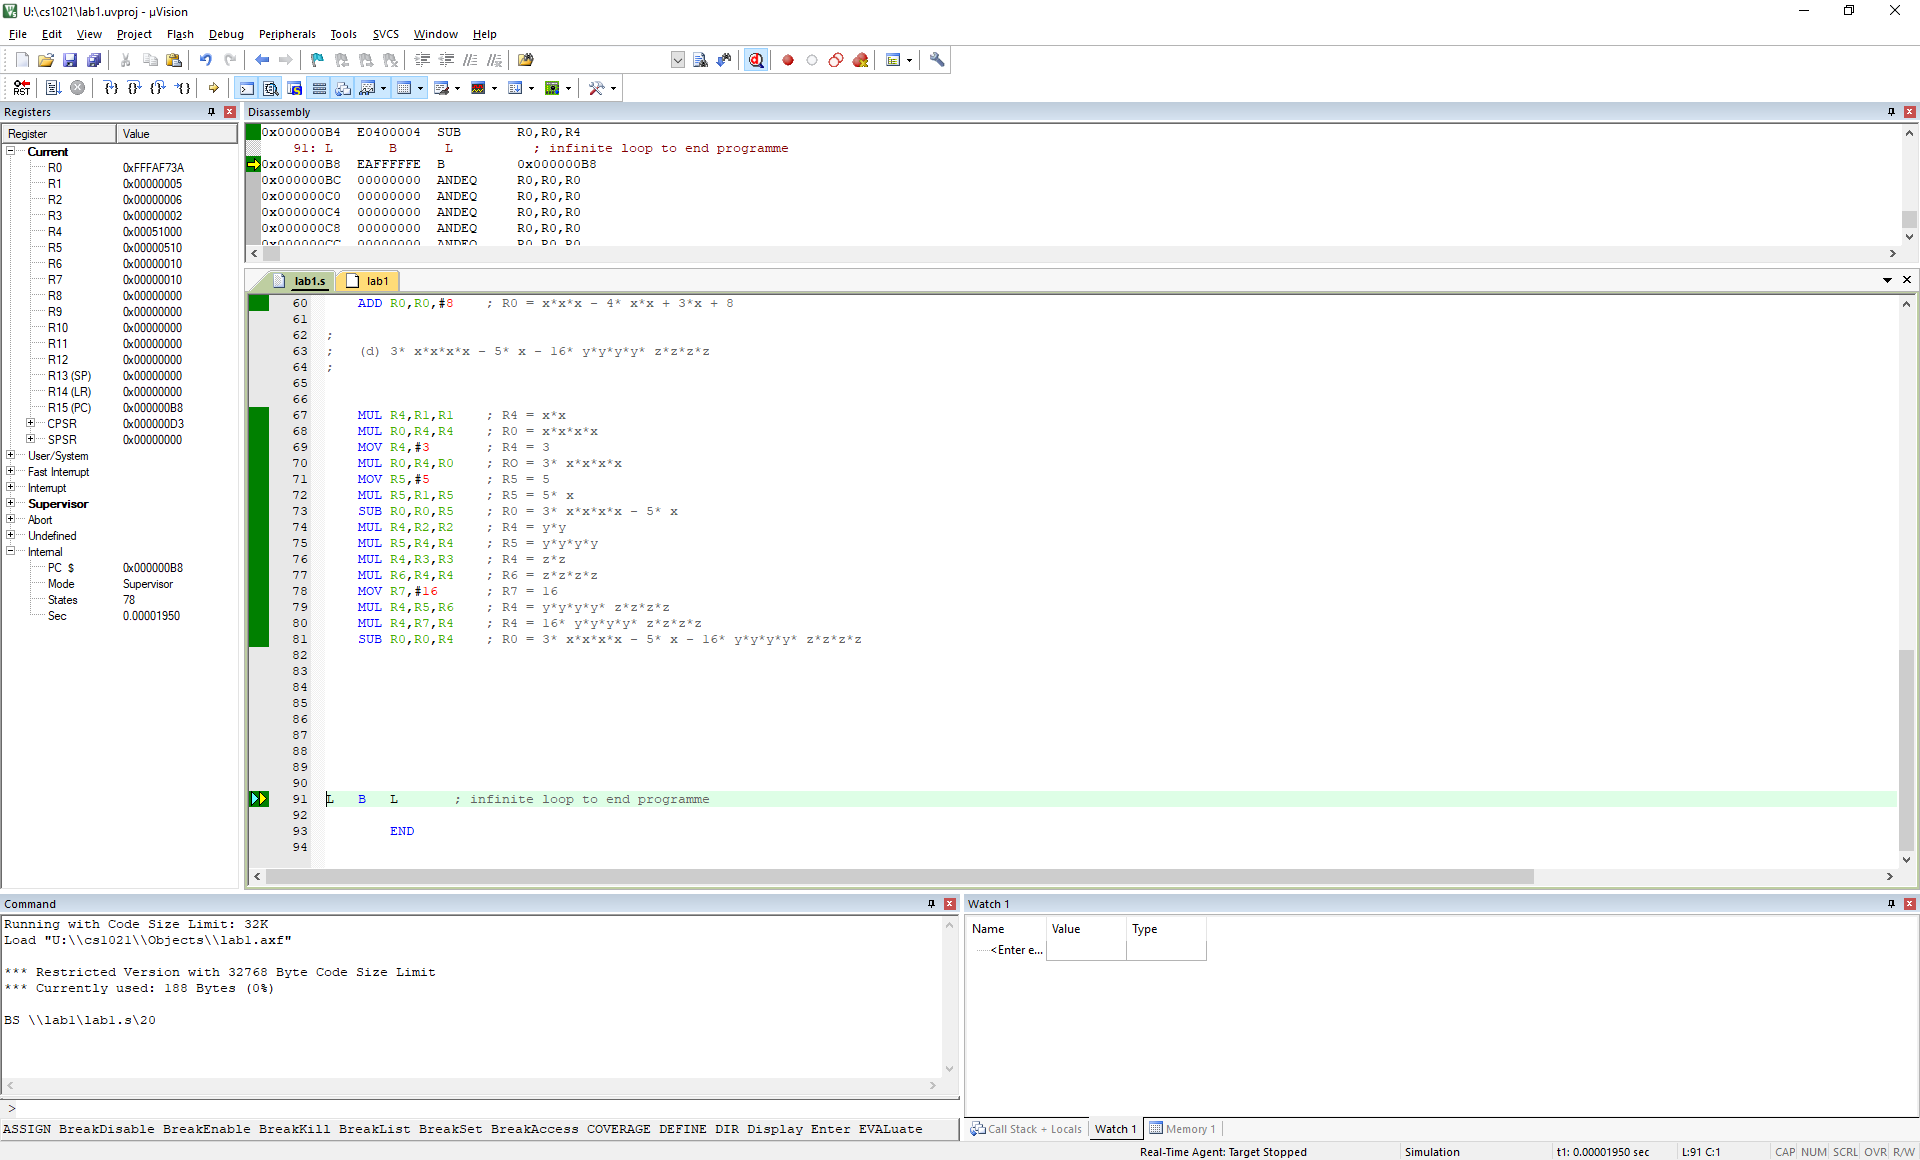 U:\cs1021\lab1.uvproj - µVision
File Edit View Project Flash Debug Peripherals Tools SVCS Window Help
RST
Registers
Register Value
Current
R0 0xFFFAF73A
R1 0x00000005
R2 0x00000006
R3 0x00000002
R4 0x00051000
R5 0x00000510
R6 0x00000010
R7 0x00000010
R8 0x00000000
R9 0x00000000
R10 0x00000000
R11 0x00000000
R12 0x00000000
R13 (SP) 0x00000000
R14 (LR) 0x00000000
R15 (PC) 0x000000B8
CPSR 0x000000D3
SPSR 0x00000000
User/System
Fast Interrupt
Interrupt
Supervisor
Abort
Undefined
Internal
PC $ 0x000000B8
Mode Supervisor
States 78
Sec 0.00001950
Disassembly
0x000000B4 E0400004 SUB R0,R0,R4
91: L B L ; infinite loop to end programme
0x000000B8 EAFFFFFE B 0x000000B8
0x000000BC 00000000 ANDEQ R0,R0,R0
0x000000C0 00000000 ANDEQ R0,R0,R0
0x000000C4 00000000 ANDEQ R0,R0,R0
0x000000C8 00000000 ANDEQ R0,R0,R0
0x000000CC 00000000 ANDEQ R0,R0,R0
lab1.s lab1
60 ADD R0,R0,#8 ; R0 = x*x*x - 4* x*x + 3*x + 8
61
62 ;
63 ; (d) 3* x*x*x*x - 5* x - 16* y*y*y*y* z*z*z*z
64 ;
65
66
67 MUL R4,R1,R1 ; R4 = x*x
68 MUL R0,R4,R4 ; R0 = x*x*x*x
69 MOV R4,#3 ; R4 = 3
70 MUL R0,R4,R0 ; RO = 3* x*x*x*x
71 MOV R5,#5 ; R5 = 5
72 MUL R5,R1,R5 ; R5 = 5* x
73 SUB R0,R0,R5 ; R0 = 3* x*x*x*x - 5* x
74 MUL R4,R2,R2 ; R4 = y*y
75 MUL R5,R4,R4 ; R5 = y*y*y*y
76 MUL R4,R3,R3 ; R4 = z*z
77 MUL R6,R4,R4 ; R6 = z*z*z*z
78 MOV R7,#16 ; R7 = 16
79 MUL R4,R5,R6 ; R4 = y*y*y*y* z*z*z*z
80 MUL R4,R7,R4 ; R4 = 16* y*y*y*y* z*z*z*z
81 SUB R0,R0,R4 ; R0 = 3* x*x*x*x - 5* x - 16* y*y*y*y* z*z*z*z
82
83
84
85
86
87
88
89
90
91 L B L ; infinite loop to end programme
92
93 END
94
Command
Running with Code Size Limit: 32K
Load "U:\\cs1021\\Objects\\lab1.axf"
*** Restricted Version with 32768 Byte Code Size Limit
*** Currently used: 188 Bytes (0%)
BS \\lab1\lab1.s\20
>
ASSIGN BreakDisable BreakEnable BreakKill BreakList BreakSet BreakAccess COVERAGE DEFINE DIR Display Enter EVALuate
Watch 1
Name Value Type
<Enter e...
Call Stack + Locals Watch 1 Memory 1
Real-Time Agent: Target Stopped Simulation t1: 0.00001950 sec L:91 C:1 CAP NUM SCRL OVR R/W